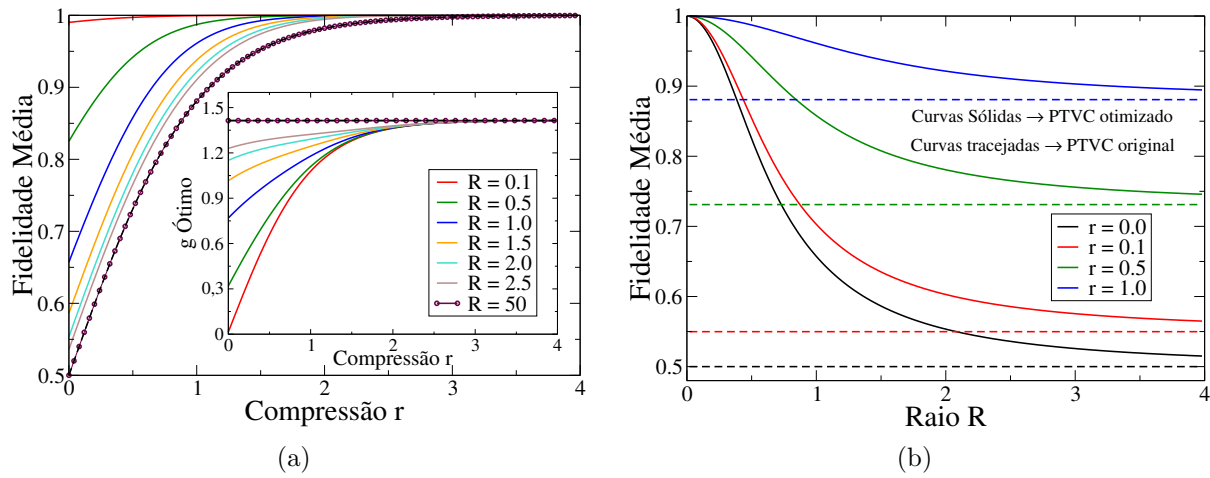 1
0.9
0.8
0.7
0.6
0.5
Fidelidade Média
0 1 2 3 4
Compressão r
1.5
1.2
0.9
0.6
0.3
0
g Ótimo
0 1 2 3 4
Compressão r
R = 0.1
R = 0.5
R = 1.0
R = 1.5
R = 2.0
R = 2.5
R = 50
(a)
1
0.9
0.8
0.7
0.6
0.5
Fidelidade Média
Curvas Sólidas → PTVC otimizado
Curvas tracejadas → PTVC original
r = 0.0
r = 0.1
r = 0.5
r = 1.0
0 1 2 3 4
Raio R
(b)